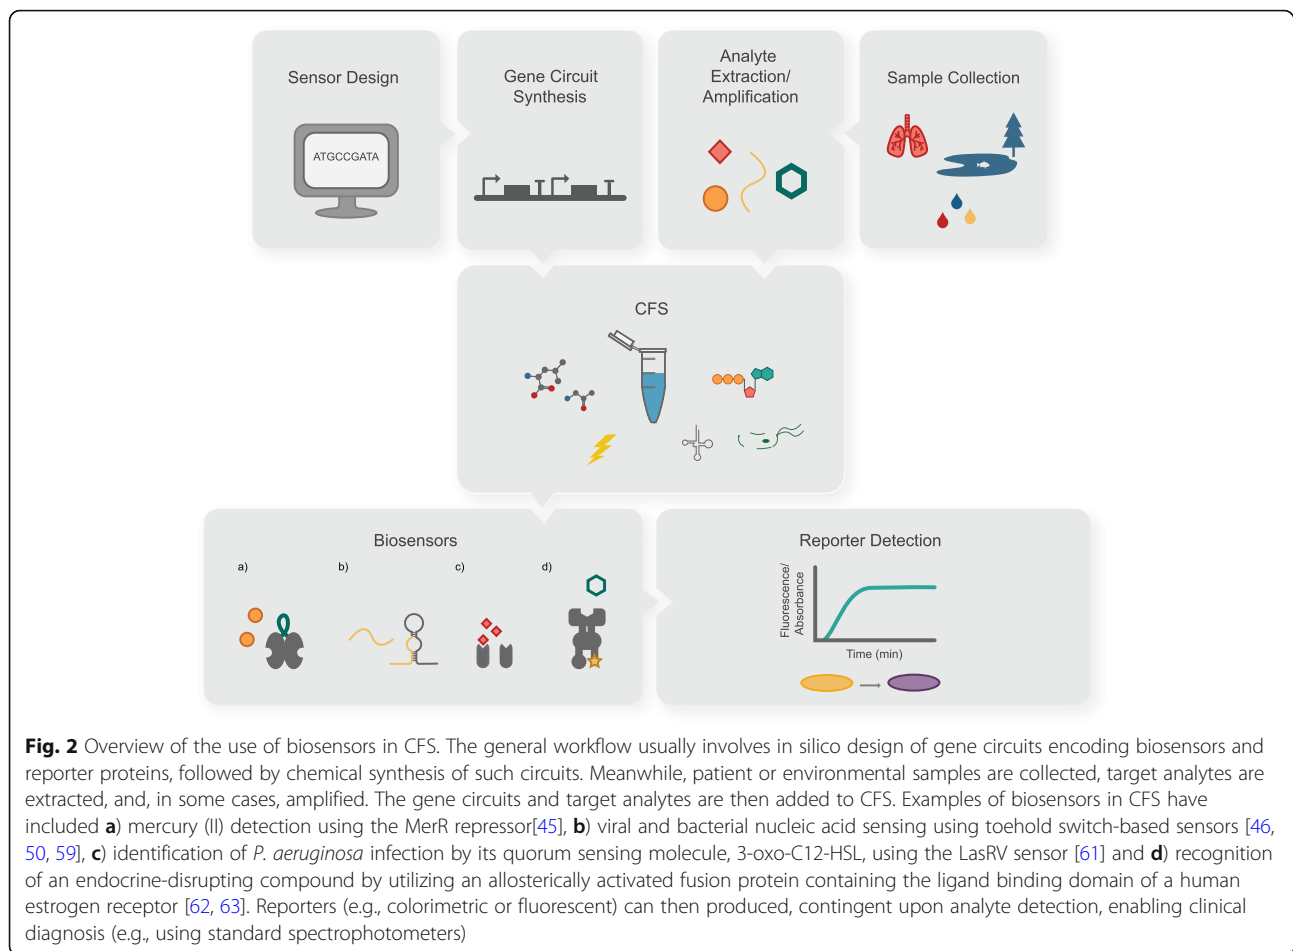 Sensor Design
ATGCCGATA
Gene Circuit
Synthesis
Analyte
Extraction/
Amplification
Sample Collection
CFS
Biosensors
a)
b)
c)
d)
Reporter Detection
Fluorescence/
Absorbance
Time (min)
Fig. 2 Overview of the use of biosensors in CFS. The general workflow usually involves in silico design of gene circuits encoding biosensors and
reporter proteins, followed by chemical synthesis of such circuits. Meanwhile, patient or environmental samples are collected, target analytes are
extracted, and, in some cases, amplified. The gene circuits and target analytes are then added to CFS. Examples of biosensors in CFS have
included a) mercury (II) detection using the MerR repressor[45], b) viral and bacterial nucleic acid sensing using toehold switch-based sensors [46,
50, 59], c) identification of P. aeruginosa infection by its quorum sensing molecule, 3-oxo-C12-HSL, using the LasRV sensor [61] and d) recognition
of an endocrine-disrupting compound by utilizing an allosterically activated fusion protein containing the ligand binding domain of a human
estrogen receptor [62, 63]. Reporters (e.g., colorimetric or fluorescent) can then produced, contingent upon analyte detection, enabling clinical
diagnosis (e.g., using standard spectrophotometers)